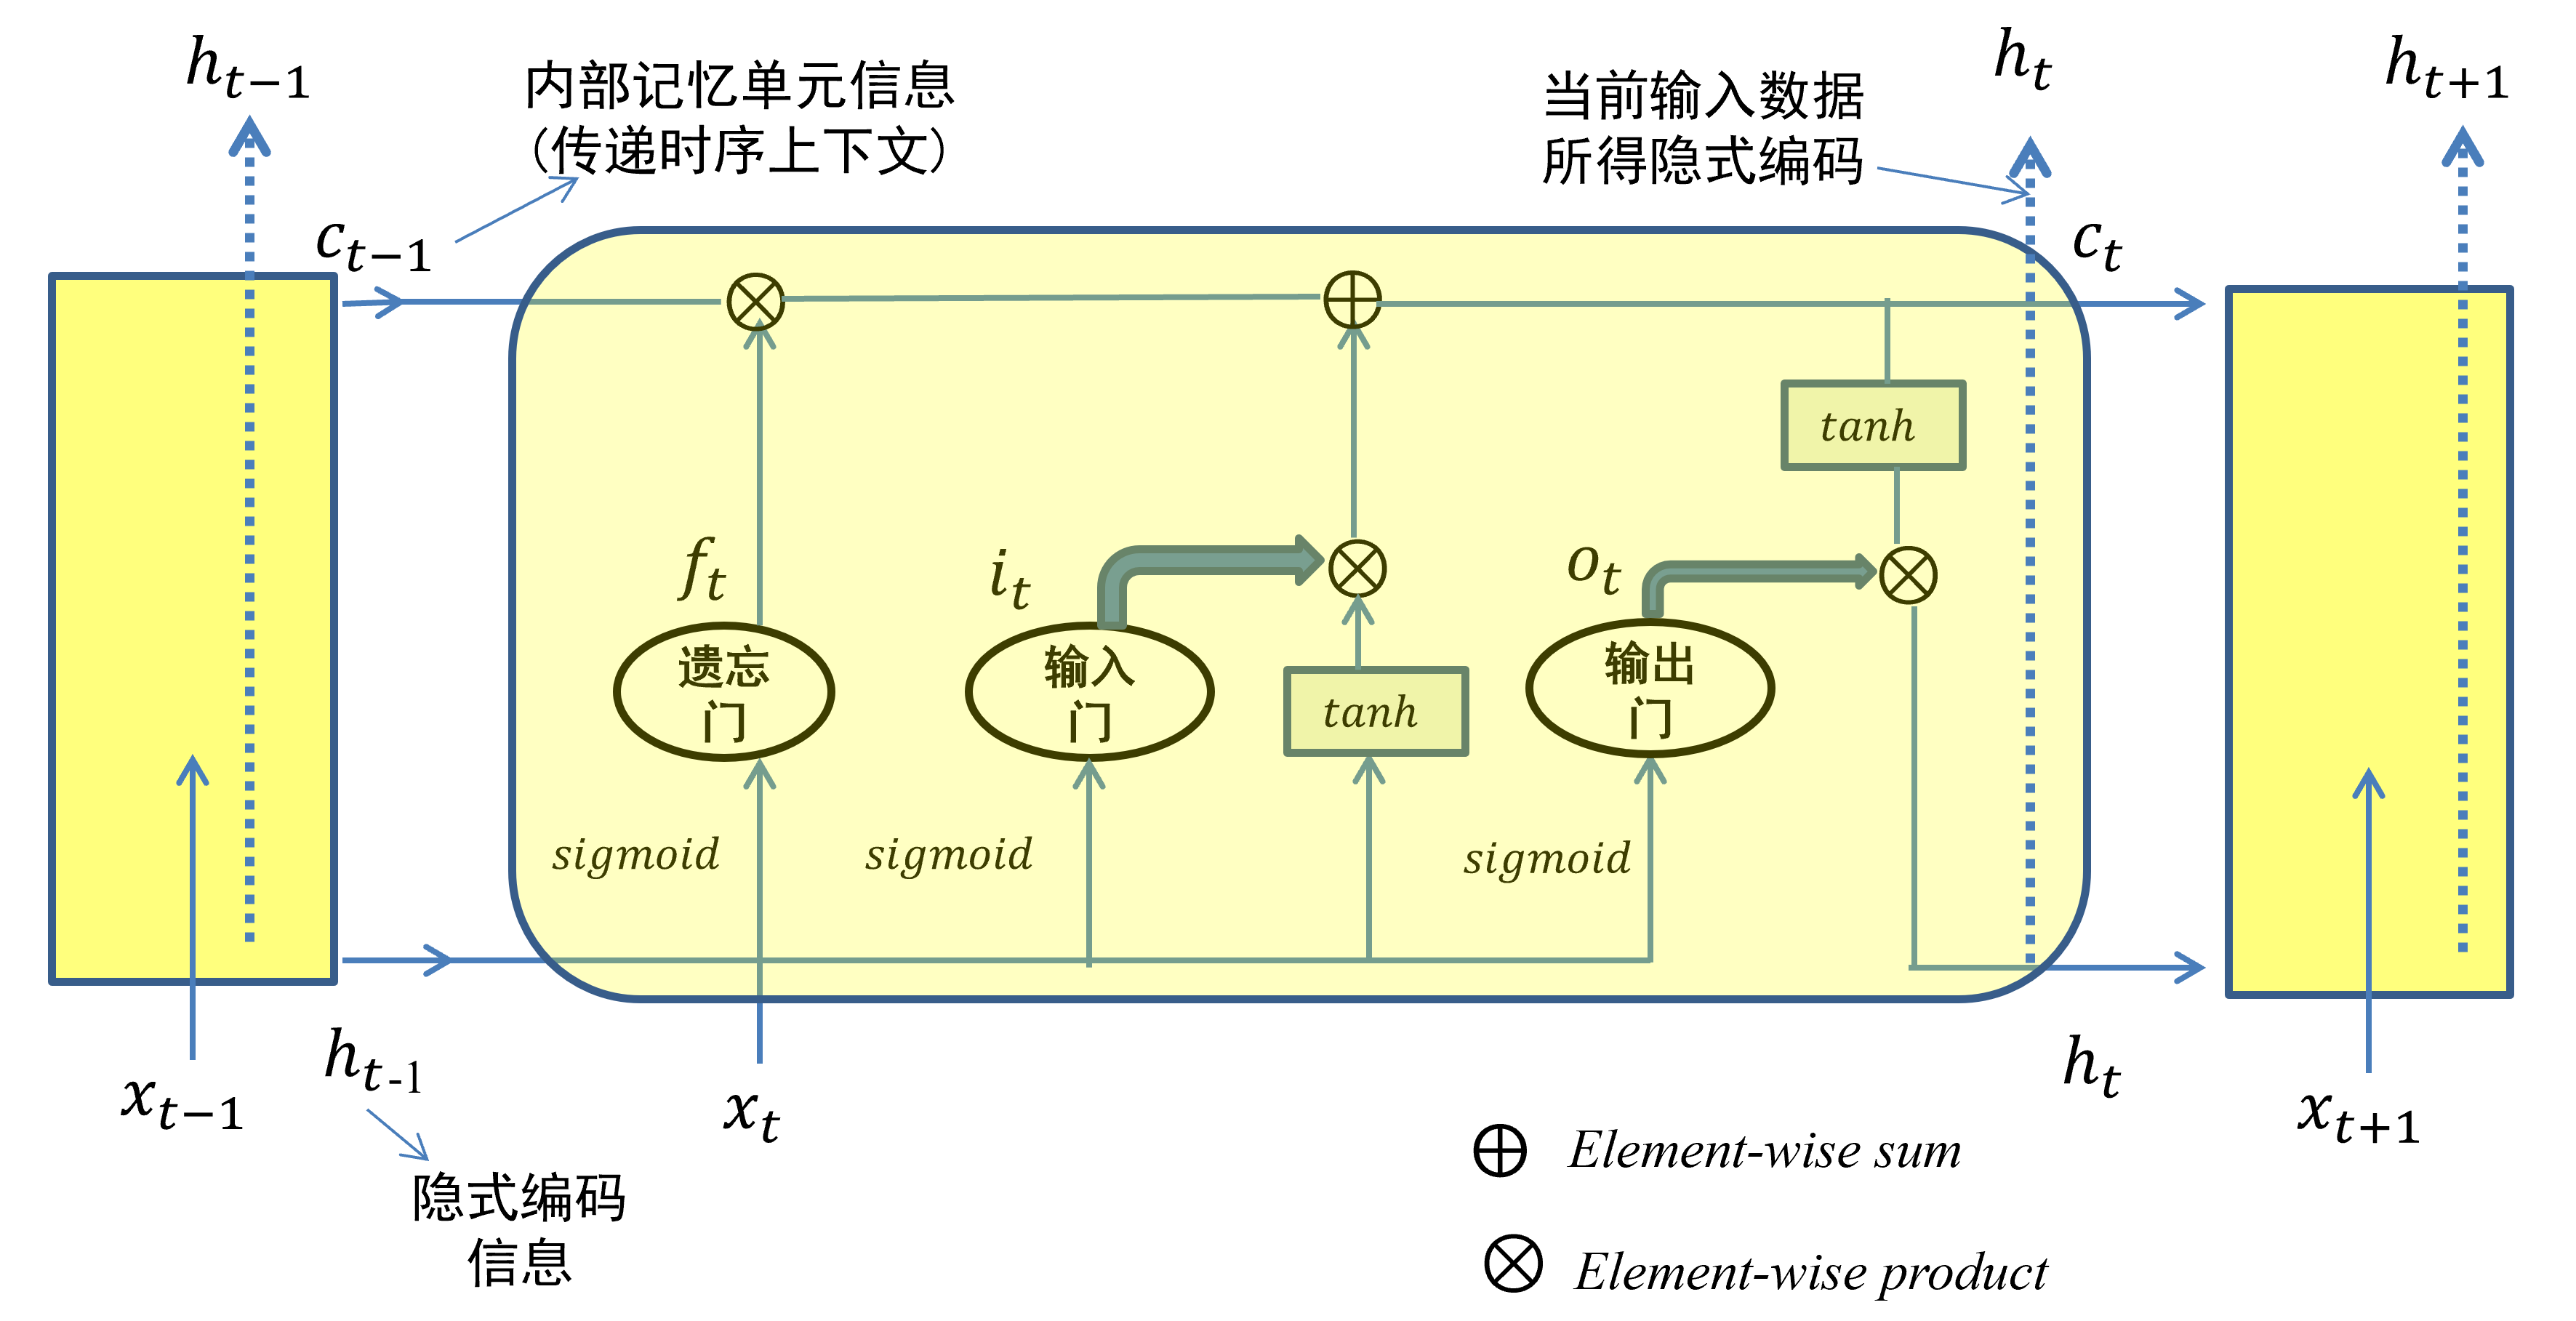 h_{t−1}
内部记忆单元信息
（传递时序上下文）
当前输入数据
所得隐式编码
h_t
h_{t+1}
c_{t−1}
c_t
tanh
f_t
i_t
o_t
遗忘
门
输入
门
tanh
输出
门
sigmoid
sigmoid
sigmoid
x_{t−1}
h_{t-1}
x_t
h_t
x_{t+1}
隐式编码
信息
Element-wise sum
Element-wise product